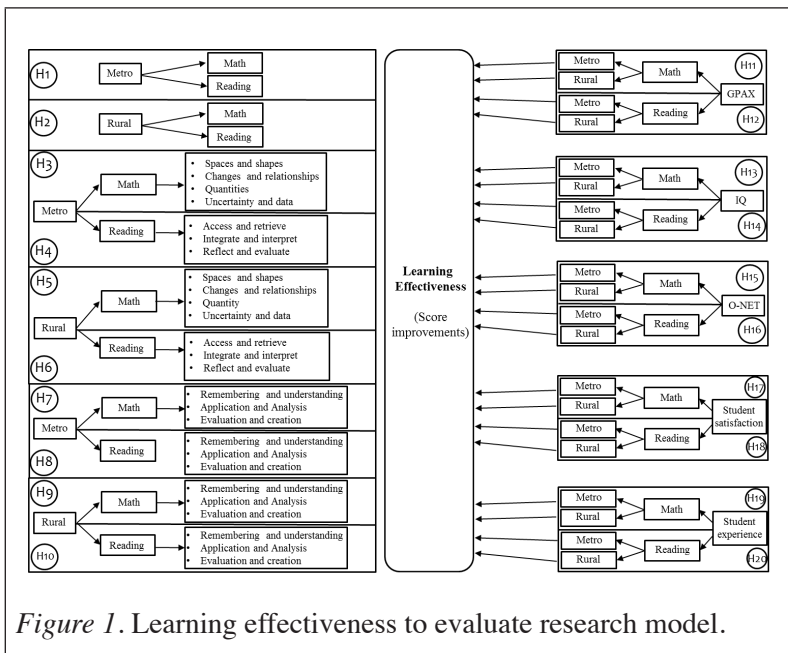 H1
Metro
Math
Reading
H2
Rural
Math
Reading
H3
Metro
Math
• Spaces and shapes
• Changes and relationships
• Quantities
• Uncertainty and data
H4
Reading
• Access and retrieve
• Integrate and interpret
• Reflect and evaluate
H5
Rural
Math
• Spaces and shapes
• Changes and relationships
• Quantity
• Uncertainty and data
H6
Reading
• Access and retrieve
• Integrate and interpret
• Reflect and evaluate
H7
Metro
Math
• Remembering and understanding
• Application and Analysis
• Evaluation and creation
H8
Reading
• Remembering and understanding
• Application and Analysis
• Evaluation and creation
H9
Rural
Math
• Remembering and understanding
• Application and Analysis
• Evaluation and creation
H10
Reading
• Remembering and understanding
• Application and Analysis
• Evaluation and creation
Learning
Effectiveness
(Score
improvements)
Metro
Rural
Math
H11
GPAX
Metro
Rural
Reading
H12
Metro
Rural
Math
H13
IQ
Metro
Rural
Reading
H14
Metro
Rural
Math
H15
O-NET
Metro
Rural
Reading
H16
Metro
Rural
Math
H17
Student
satisfaction
Metro
Rural
Reading
H18
Metro
Rural
Math
H19
Student
experience
Metro
Rural
Reading
H20
Figure 1. Learning effectiveness to evaluate research model.